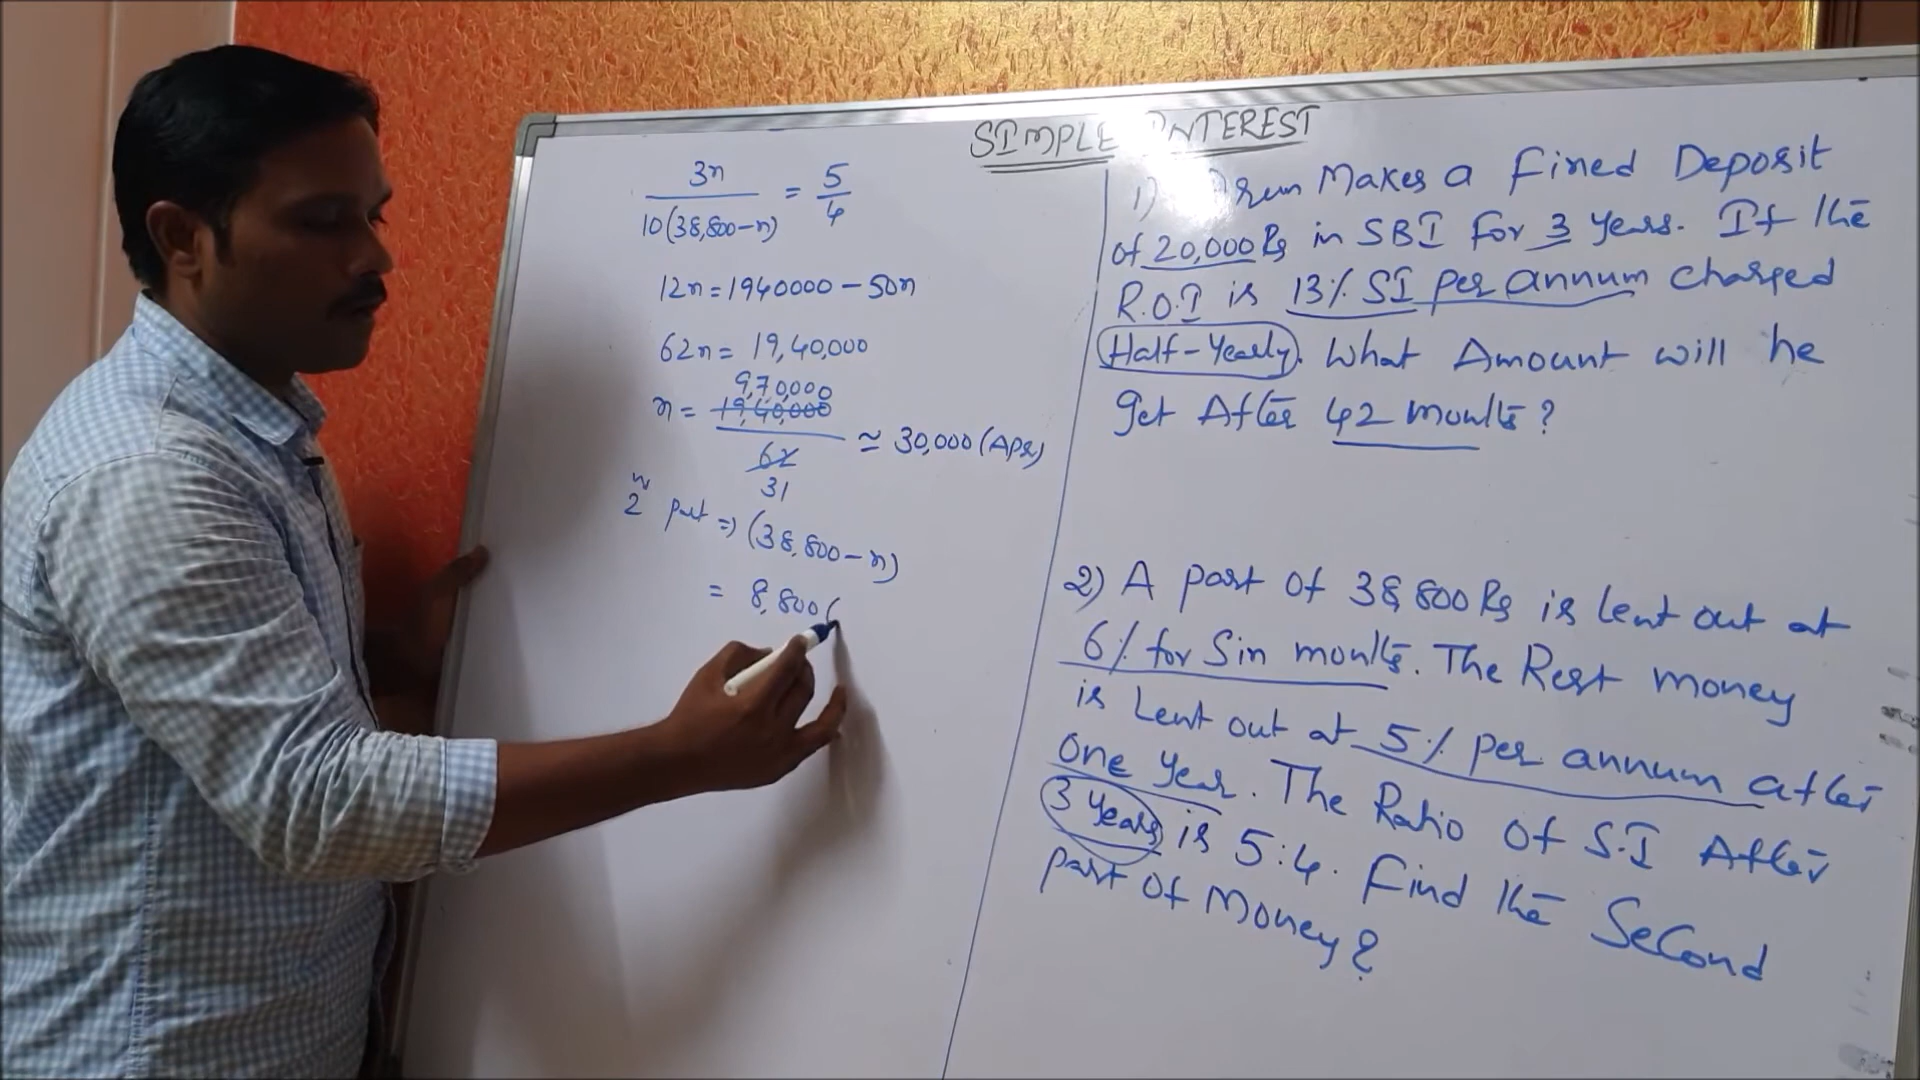 SIMPLE INTEREST
3x
10(38,800-x)
= 5/4
12x = 1940000 - 50x
62x = 19,40,000
9,70,000
x = 19,40,000
62
≃ 30,000 (Apx)
31
2nd part => (38,800-x)
= 8,800 (
1) Arun Makes a Fixed Deposit
of 20,000 Rs in SBI for 3 years. If the
R.O.I is 13% SI per annum charged
Half-Yearly. What Amount will he
get After 42 months?
2) A part of 38,800 Rs is lent out at
6% for Six months. The Rest money
is Lent out at 5% per annum after
one year. The Ratio of S.I After
3 years is 5:4. Find the Second
part of Money?